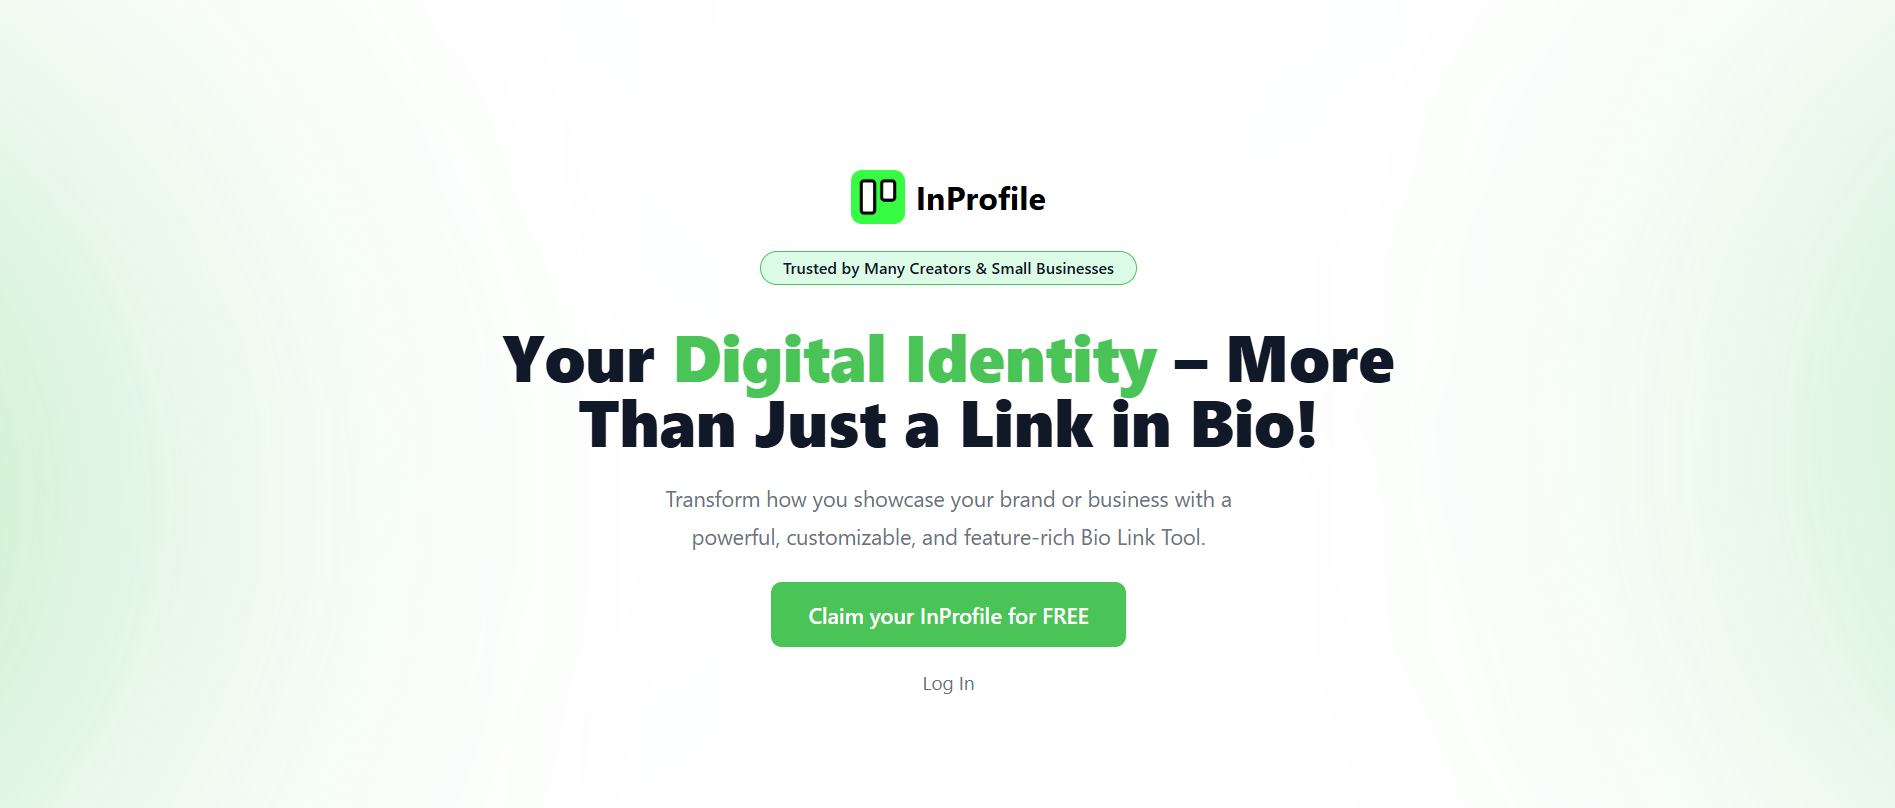 InProfile
Trusted by Many Creators & Small Businesses
Your Digital Identity – More
Than Just a Link in Bio!
Transform how you showcase your brand or business with a
powerful, customizable, and feature-rich Bio Link Tool.
Claim your InProfile for FREE
Log In